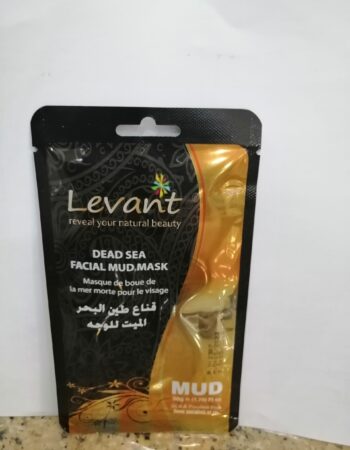 Levant
reveal your natural beauty
DEAD SEA
FACIAL MUD.MASK
Masque de boue de
la mer morte pour le visage
قناع طين البحر
الميت للوجه
MUD